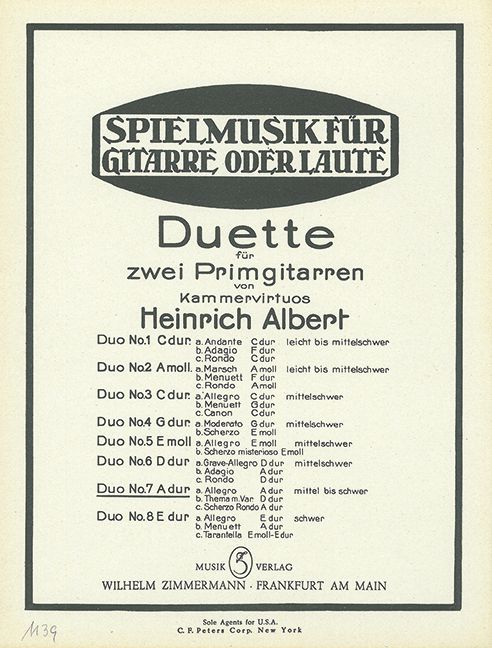 SPIELMUSIK FÜR
GITARRE ODER LAUTE
Duette
für
zwei Primgitarren
von
Kammervirtuos
Heinrich Albert
Duo No.1 C dur. a. Andante C dur leicht bis mittelschwer
b. Adagio F dur
c. Rondo C dur
Duo No.2 A moll. a. Marsch A moll leicht bis mittelschwer
b. Menuett F dur
c. Rondo A moll
Duo No.3 C dur. a. Allegro C dur mittelschwer
b. Menuett G dur
c. Canon C dur
Duo No.4 G dur. a. Moderato G dur mittelschwer
b. Scherzo E moll
Duo No.5 E moll a. Allegro E moll mittelschwer
b. Scherzo misterioso E moll
Duo No.6 D dur a. Grave-Allegro D dur mittelschwer
b. Adagio A dur
c. Rondo D dur
Duo No.7 A dur a. Allegro A dur mittel bis schwer
b. Thema m. Var D dur
c. Scherzo Rondo A dur
Duo No.8 E dur a. Allegro E dur schwer
b. Menuett A dur
c. Tarantella E moll-E dur
MUSIK Z VERLAG
WILHELM ZIMMERMANN · FRANKFURT AM MAIN
Sole Agents for U.S.A.
C. F. Peters Corp. New York
1139